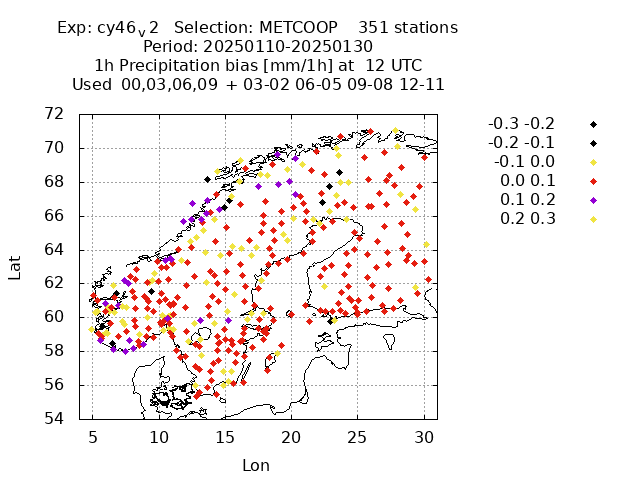 Exp: cy46v2 Selection: METCOOP 351 stations
Period: 20250110-20250130
1h Precipitation bias [mm/1h] at 12 UTC
Used 00,03,06,09 + 03-02 06-05 09-08 12-11
72
70
68
66
64
62
60
58
56
54
Lat
5 10 15 20 25 30
Lon
-0.3 -0.2
-0.2 -0.1
-0.1 0.0
0.0 0.1
0.1 0.2
0.2 0.3